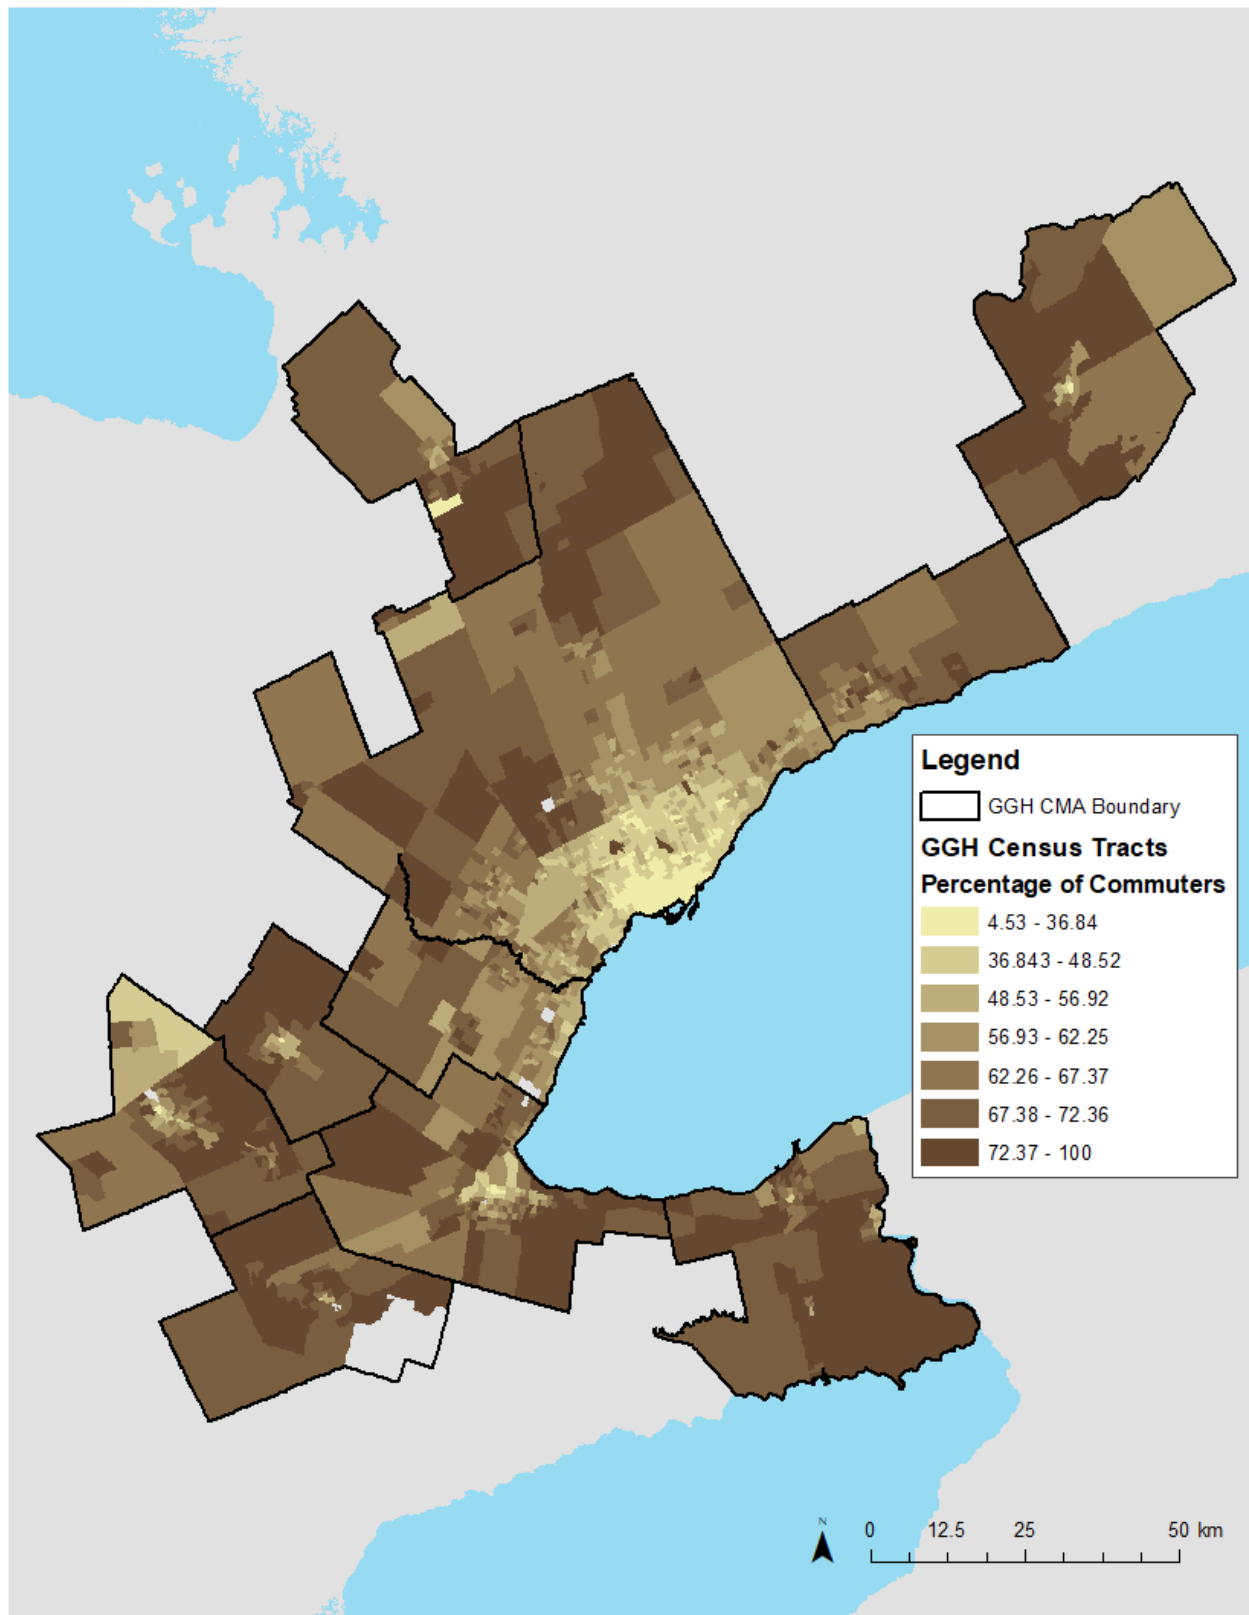 Legend
GGH CMA Boundary
GGH Census Tracts
Percentage of Commuters
4.53 - 36.84
36.843 - 48.52
48.53 - 56.92
56.93 - 62.25
62.26 - 67.37
67.38 - 72.36
72.37 - 100
N
0 12.5 25 50 km